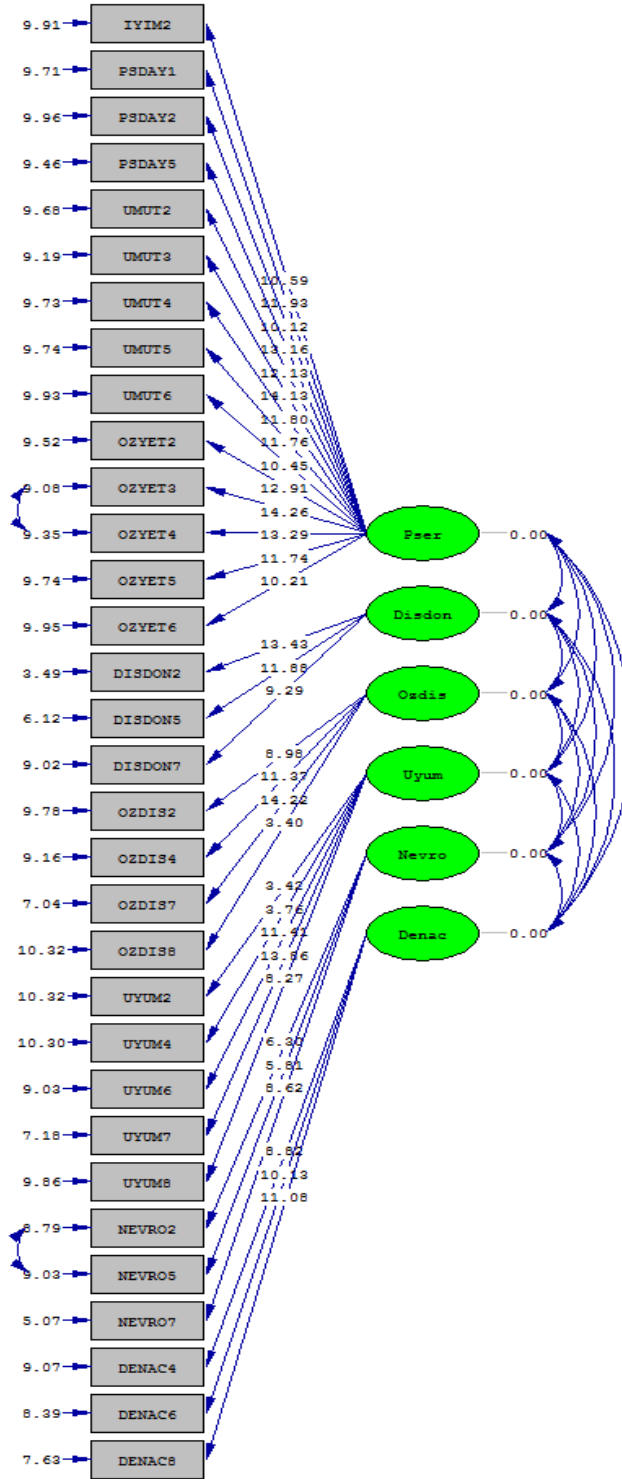 9.91 IYIM2
9.71 PSDAY1
9.96 PSDAY2
9.46 PSDAY5
9.68 UMUT2
9.19 UMUT3
9.73 UMUT4
9.74 UMUT5
9.93 UMUT6
9.52 OZYET2
9.08 OZYET3
9.35 OZYET4
9.74 OZYET5
9.95 OZYET6
3.49 DISDON2
6.12 DISDON5
9.02 DISDON7
9.78 OZDIS2
9.16 OZDIS4
7.04 OZDIS7
10.32 OZDIS8
10.32 UYUM2
10.30 UYUM4
9.03 UYUM6
7.18 UYUM7
9.86 UYUM8
8.79 NEVRO2
9.03 NEVRO5
5.07 NEVRO7
9.07 DENAC4
8.39 DENAC6
7.63 DENAC8
10.59
11.93
10.12
13.16
12.13
14.13
11.80
11.76
10.45
12.91
14.26
13.29
11.74
10.21
13.43
11.88
9.29
8.98
11.37
14.22
3.40
3.42
3.76
11.41
13.86
8.27
6.30
5.81
8.62
8.82
10.13
11.08
Pser 0.00
Disdon 0.00
Ozdis 0.00
Uyum 0.00
Nevro 0.00
Denac 0.00